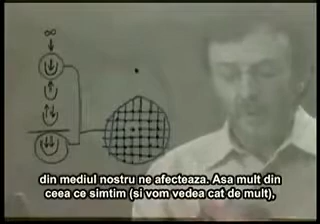 ∞
din mediul nostru ne afecteaza. Asa mult din
ceea ce simtim (si vom vedea cat de mult),